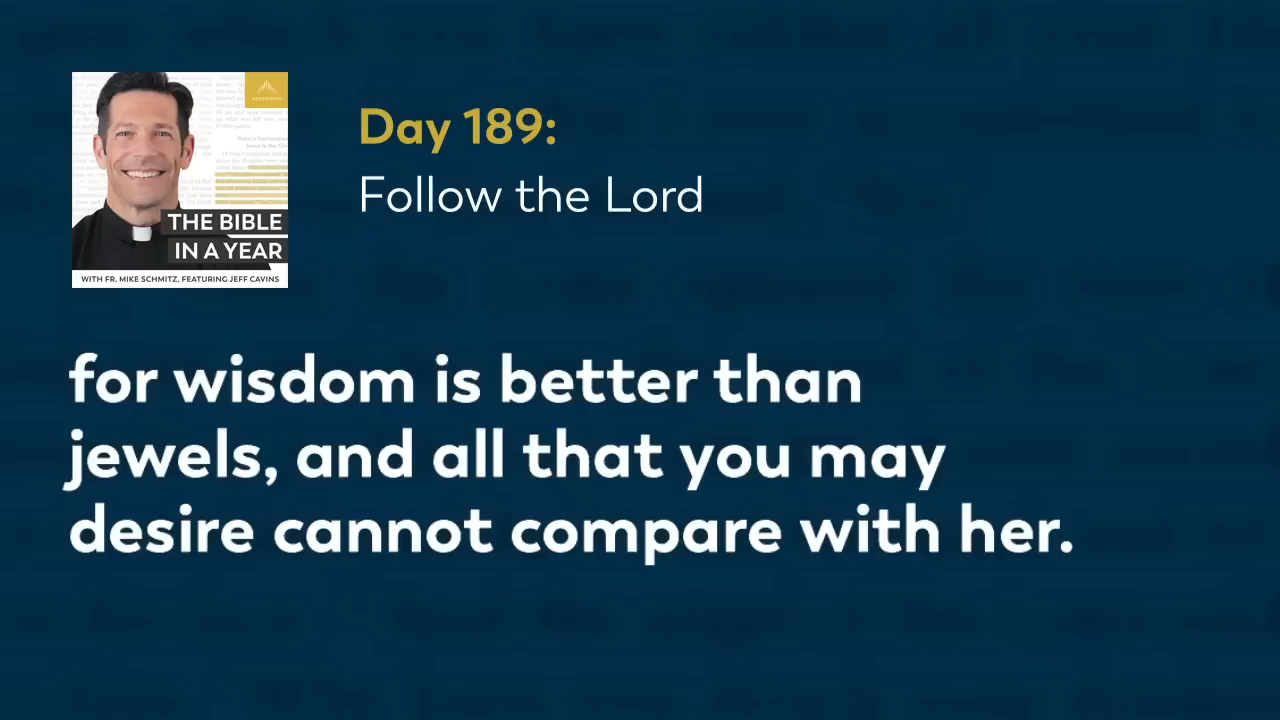 Day 189:
Follow the Lord
THE BIBLE
IN A YEAR
WITH FR. MIKE SCHMITZ, FEATURING JEFF CAVINS
for wisdom is better than
jewels, and all that you may
desire cannot compare with her.